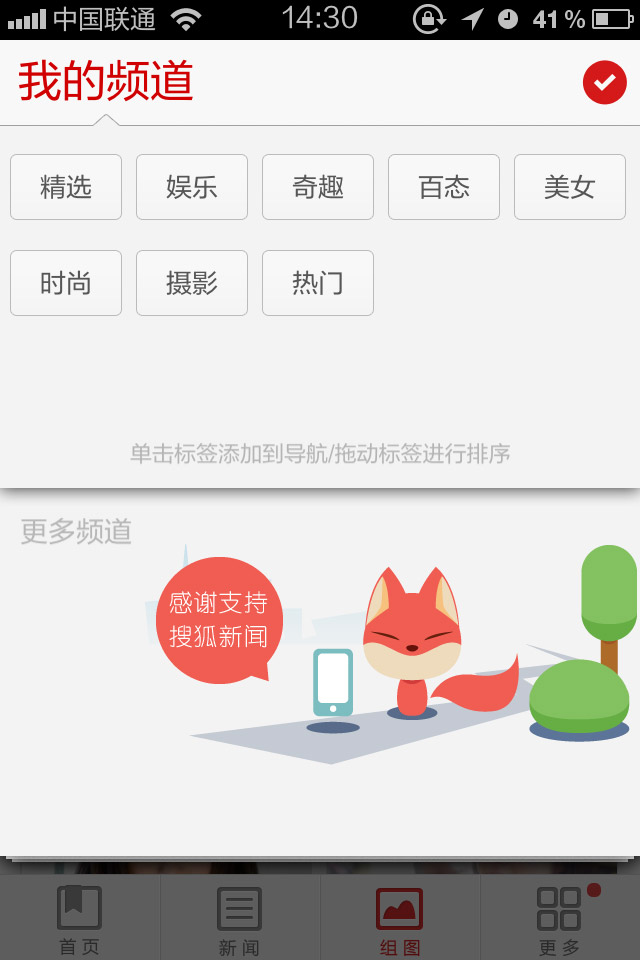 中国联通 14:30 41 %
我的频道
精选 娱乐 奇趣 百态 美女
时尚 摄影 热门
单击标签添加到导航/拖动标签进行排序
更多频道
感谢支持
搜狐新闻
首页 新闻 组图 更多